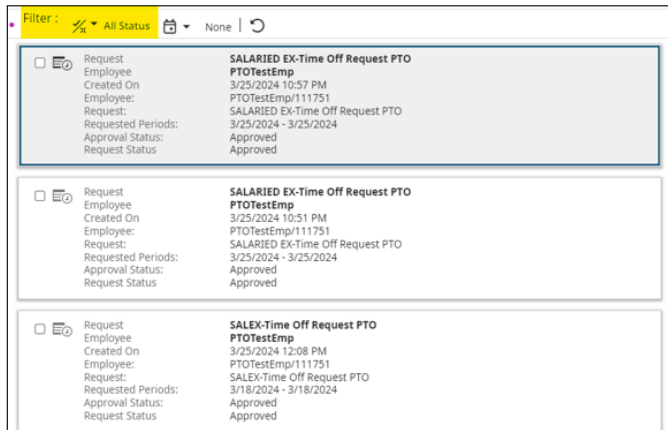 Filter : All Status None
Request SALARIED EX-Time Off Request PTO
Employee PTOTestEmp
Created On 3/25/2024 10:57 PM
Employee: PTOTestEmp/111751
Request: SALARIED EX-Time Off Request PTO
Requested Periods: 3/25/2024 - 3/25/2024
Approval Status: Approved
Request Status Approved
Request SALARIED EX-Time Off Request PTO
Employee PTOTestEmp
Created On 3/25/2024 10:51 PM
Employee: PTOTestEmp/111751
Request: SALARIED EX-Time Off Request PTO
Requested Periods: 3/25/2024 - 3/25/2024
Approval Status: Approved
Request Status Approved
Request SALEX-Time Off Request PTO
Employee PTOTestEmp
Created On 3/25/2024 12:08 PM
Employee: PTOTestEmp/111751
Request: SALEX-Time Off Request PTO
Requested Periods: 3/18/2024 - 3/18/2024
Approval Status: Approved
Request Status Approved